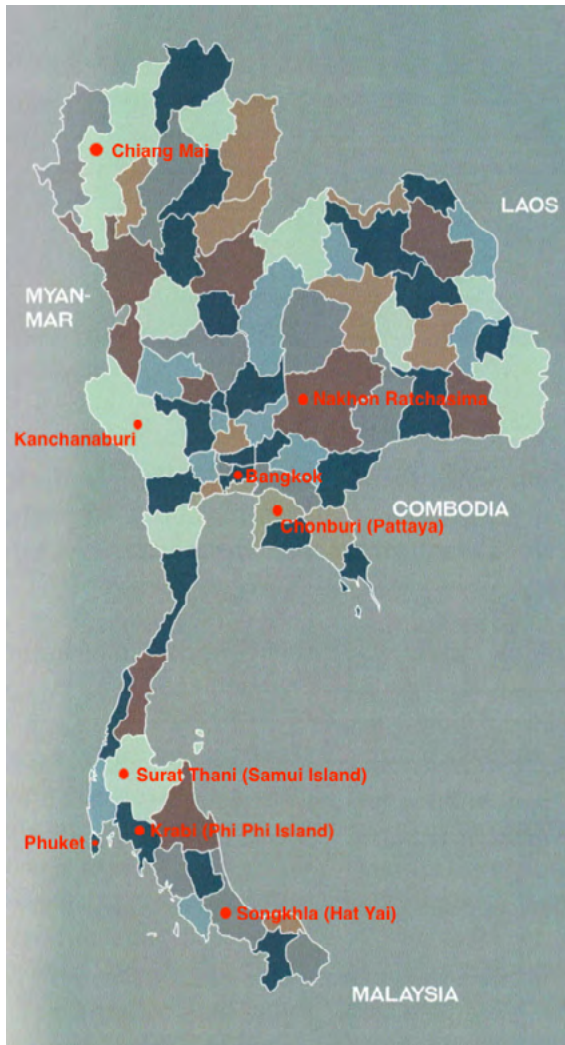 Chiang Mai
LAOS
MYAN-
MAR
Nakhon Ratchasima
Kanchanaburi
Bangkok
COMBODIA
Chonburi (Pattaya)
Surat Thani (Samui Island)
Krabi (Phi Phi Island)
Phuket
Songkhla (Hat Yai)
MALAYSIA